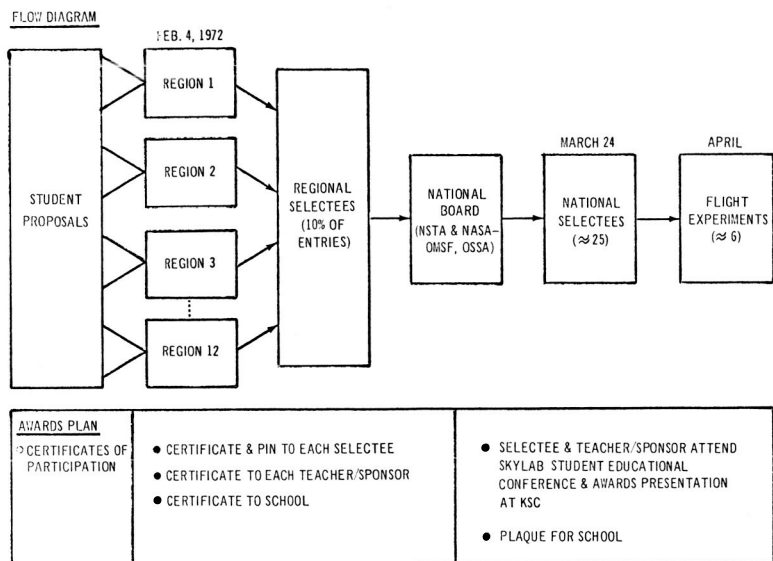 FLOW DIAGRAM
FEB. 4, 1972
STUDENT
PROPOSALS
REGION 1
REGION 2
REGION 3
REGION 12
REGIONAL
SELECTEES
(10% OF
ENTRIES)
NATIONAL
BOARD
(NSTA & NASA-
OMSF, OSSA)
MARCH 24
NATIONAL
SELECTEES
(≈25)
APRIL
FLIGHT
EXPERIMENTS
(≈ 6)
AWARDS PLAN
CERTIFICATES OF
PARTICIPATION
● CERTIFICATE & PIN TO EACH SELECTEE
● CERTIFICATE TO EACH TEACHER/SPONSOR
● CERTIFICATE TO SCHOOL
● SELECTEE & TEACHER/SPONSOR ATTEND
SKYLAB STUDENT EDUCATIONAL
CONFERENCE & AWARDS PRESENTATION
AT KSC
● PLAQUE FOR SCHOOL